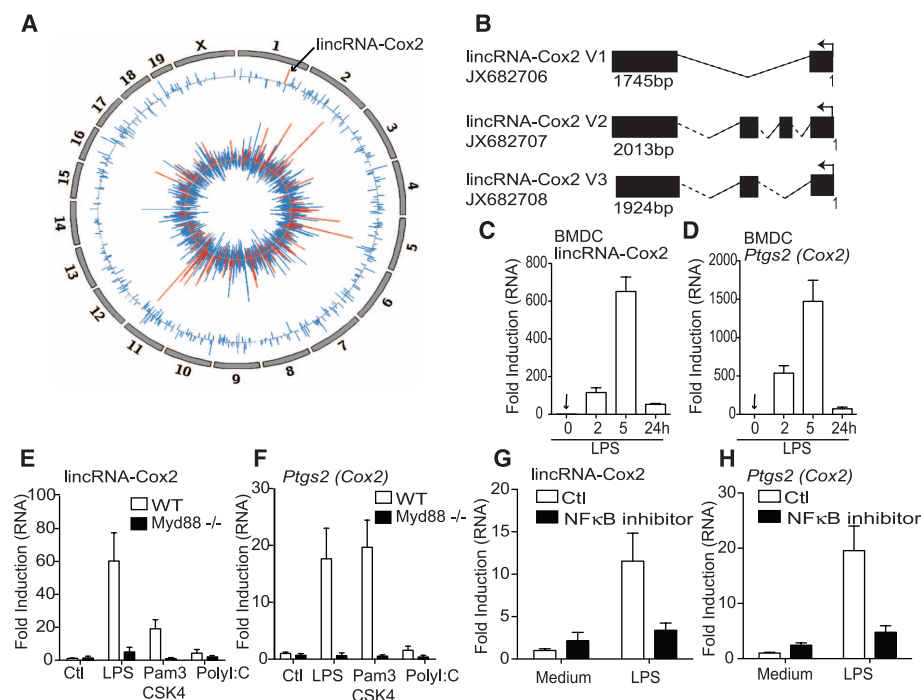 A
lincRNA-Cox2
X 1 2 3 4 5 6 7 8 9 10 11 12 13 14 15 16 17 18 19
B
lincRNA-Cox2 V1
JX682706
1745bp
1
lincRNA-Cox2 V2
JX682707
2013bp
1
lincRNA-Cox2 V3
JX682708
1924bp
1
C
BMDC
lincRNA-Cox2
Fold Induction (RNA)
800
600
400
200
0
0 2 5 24h
LPS
D
BMDC
Ptgs2 (Cox2)
Fold Induction (RNA)
2000
1500
1000
500
0
0 2 5 24h
LPS
E
lincRNA-Cox2
WT
Myd88 -/-
Fold Induction (RNA)
100
80
60
40
20
0
Ctl LPS Pam3 PolyI:C
CSK4
F
Ptgs2 (Cox2)
WT
Myd88 -/-
Fold Induction (RNA)
30
20
10
0
Ctl LPS Pam3 PolyI:C
CSK4
G
lincRNA-Cox2
Ctl
NFκB inhibitor
Fold Induction (RNA)
20
15
10
5
0
Medium LPS
H
Ptgs2 (Cox2)
Ctl
NFκB inhibitor
Fold Induction (RNA)
30
20
10
0
Medium LPS